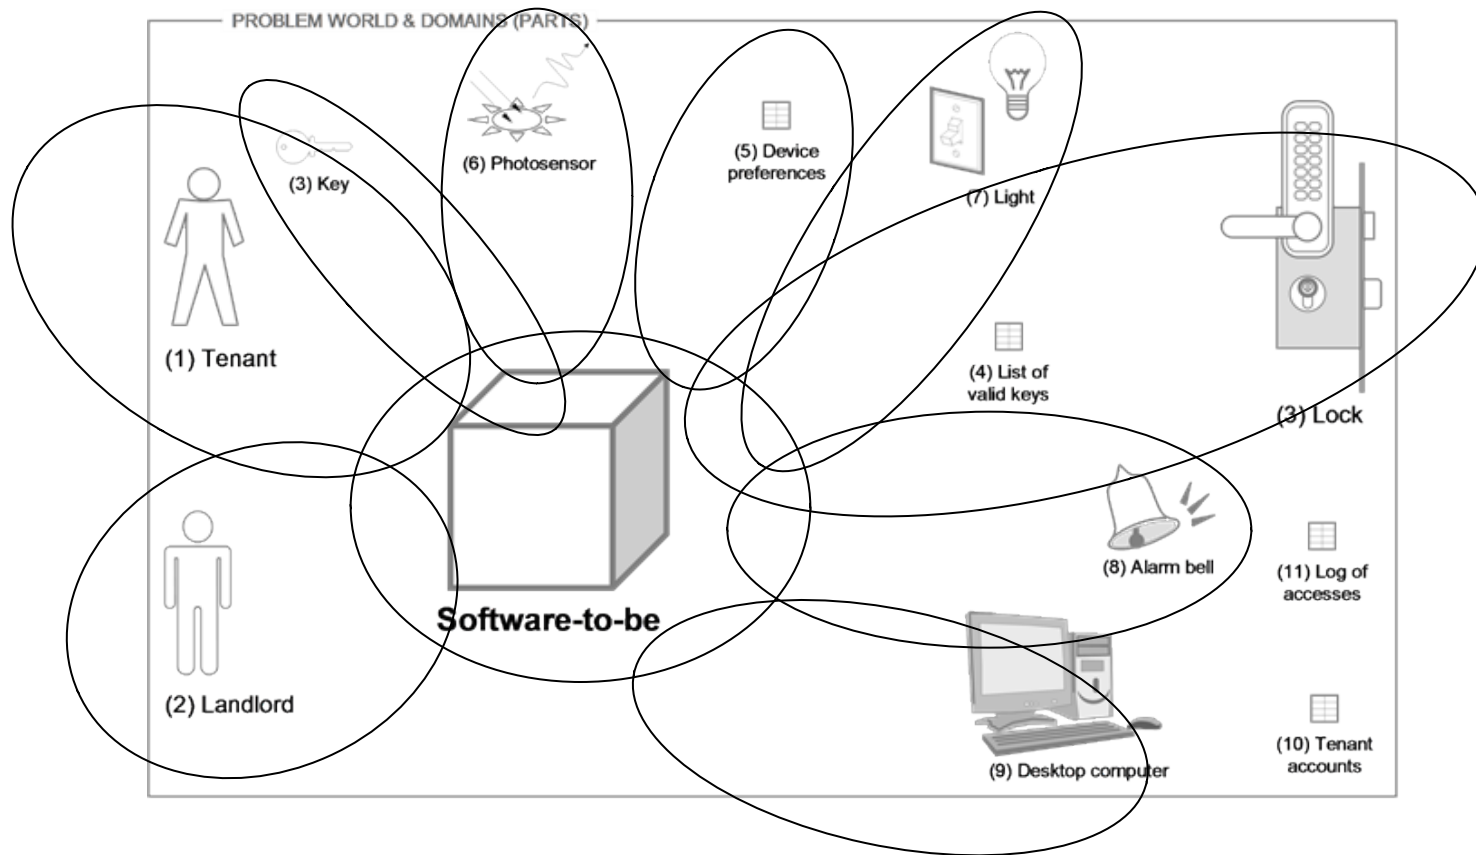 PROBLEM WORLD & DOMAINS (PARTS)
(3) Key
(6) Photosensor
(5) Device
preferences
(7) Light
(1) Tenant
(4) List of
valid keys
(3) Lock
(8) Alarm bell
(11) Log of
accesses
Software-to-be
(2) Landlord
(9) Desktop computer
(10) Tenant
accounts